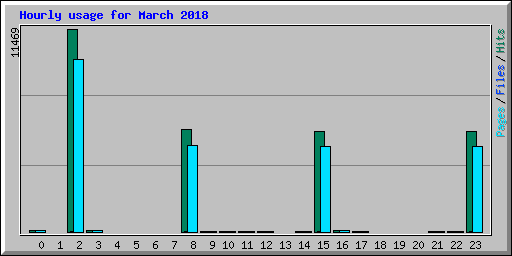 Hourly usage for March 2018
11469
Pages/Files/Hits
0 1 2 3 4 5 6 7 8 9 10 11 12 13 14 15 16 17 18 19 20 21 22 23